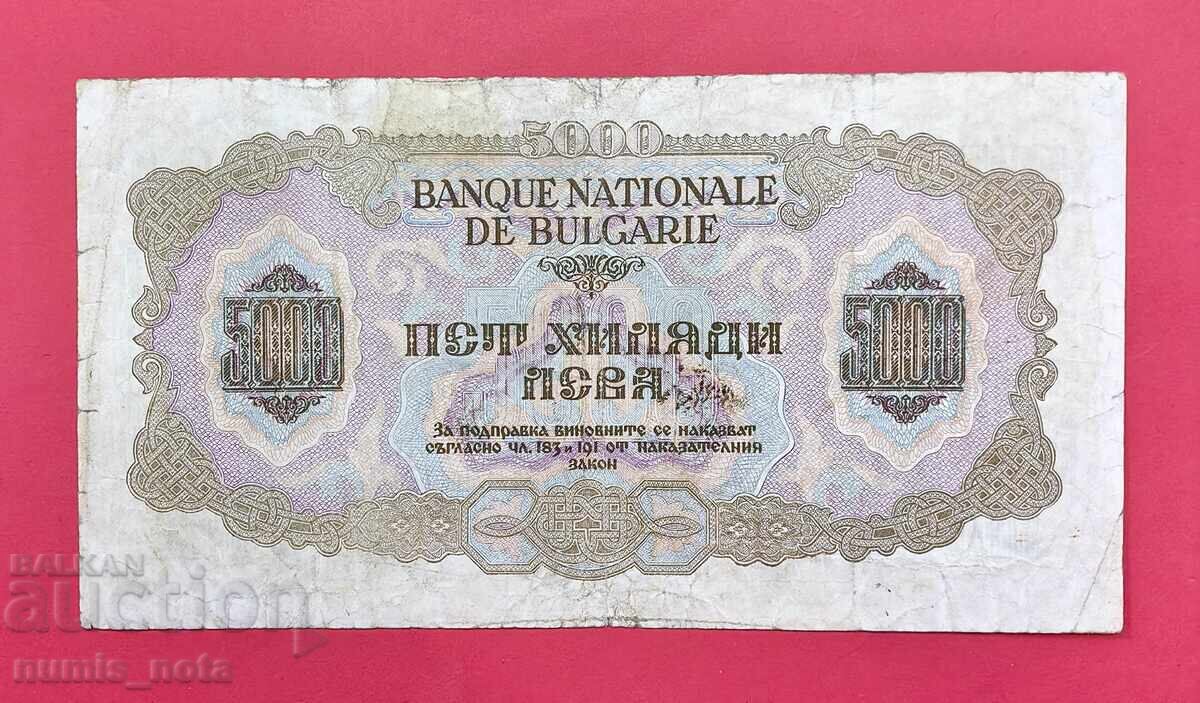 5000
BANQUE NATIONALE
DE BULGARIE
5000
ПЕТ ХИЛЯДИ
ЛЕВА
5000
За подправка виновните се наказват
съгласно чл. 183 и 191 от наказателния
закон
BALKAN
auction
numis_nota